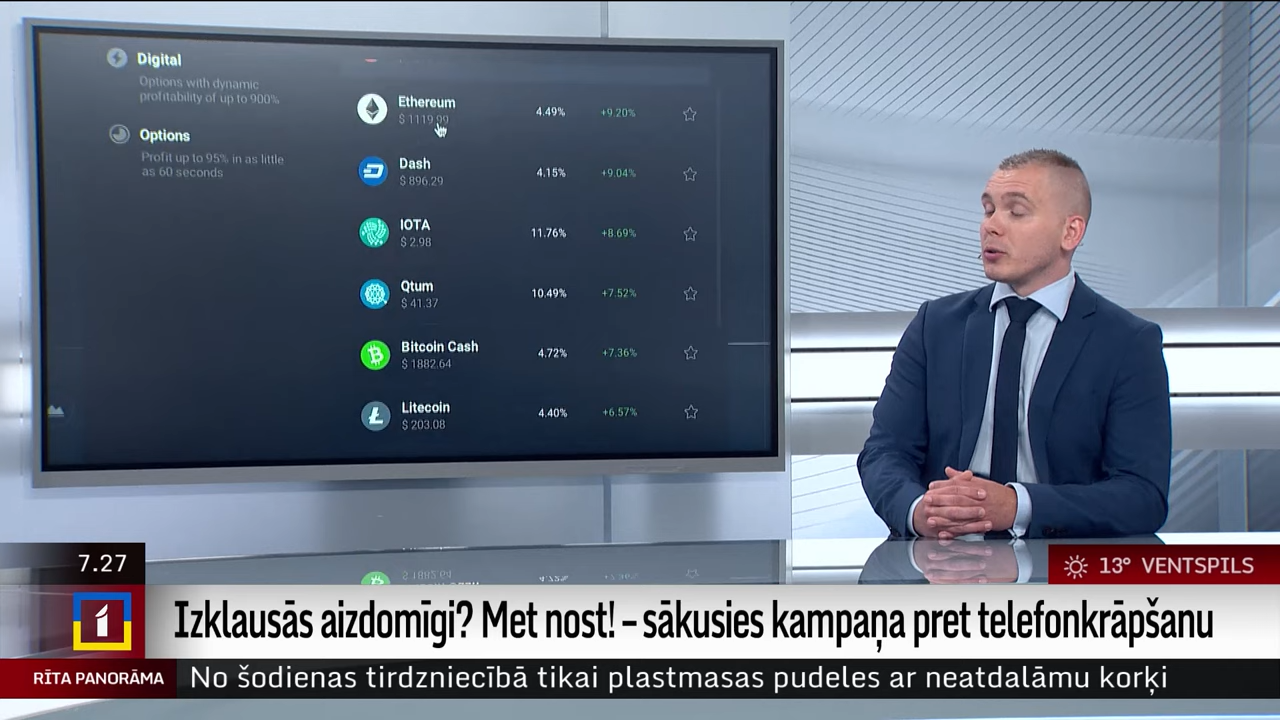 Digital
Options with dynamic
profitability of up to 900%
Options
Profit up to 95% in as little
as 60 seconds
Ethereum 4.49% +9.20%
$ 1119.99
Dash 4.15% +9.04%
$ 896.29
IOTA 11.76% +8.69%
$ 2.98
Qtum 10.49% +7.52%
$ 41.37
Bitcoin Cash 4.72% +7.36%
$ 1882.64
Litecoin 4.40% +6.57%
$ 203.08
7.27
13° VENTSPILS
1
Izklausās aizdomīgi? Met nost! – sākusies kampaņa pret telefonkrāpšanu
RĪTA PANORĀMA No šodienas tirdzniecībā tikai plastmasas pudeles ar neatdalāmu korķi